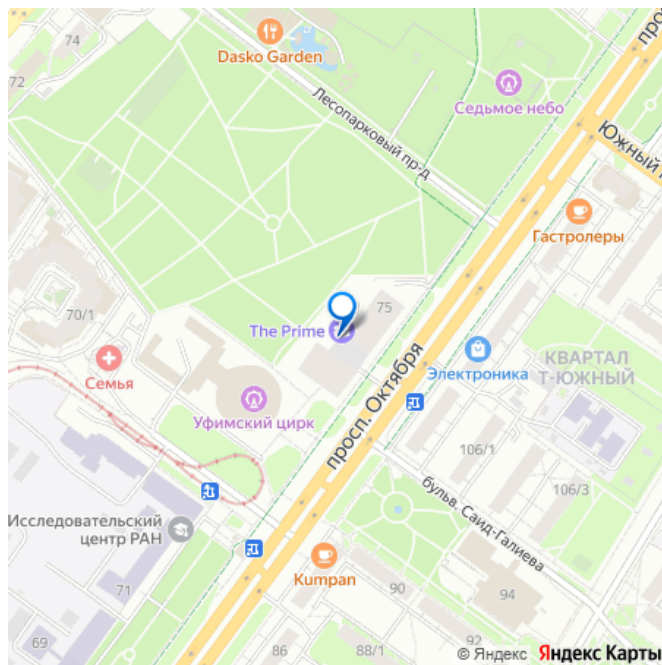 74
72
Dasko Garden
прос
Седьмое небо
Лесопарковый пр-д
Южный п
Гастролеры
75
The Prime
70/1
Семья
Электроника
КВАРТАЛ
Т-ЮЖНЫЙ
просп. Октября
Уфимский цирк
106/1
106/3
бульв. Саид-Галиева
Исследовательский
центр РАН
Kumpan
71
90
94
69
86
88/1
92
© Яндекс Яндекс Карты